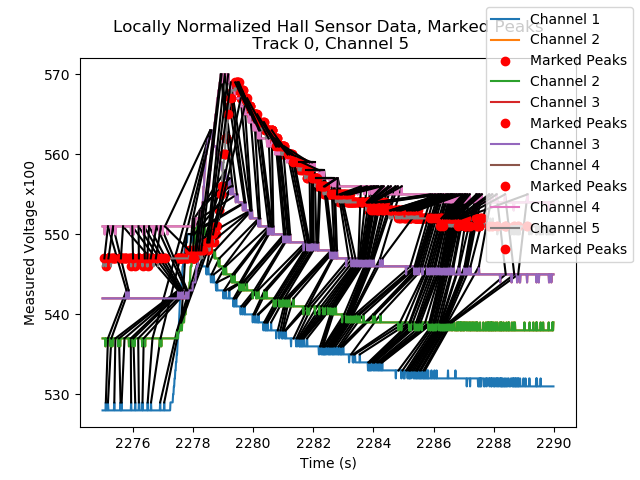 Locally Normalized Hall Sensor Data, Marked Peaks
Track 0, Channel 5
Channel 1
Channel 2
Marked Peaks
Channel 2
Channel 3
Marked Peaks
Channel 3
Channel 4
Marked Peaks
Channel 4
Channel 5
Marked Peaks
Measured Voltage x100
570
560
550
540
530
2276
2278
2280
2282
2284
2286
2288
2290
Time (s)